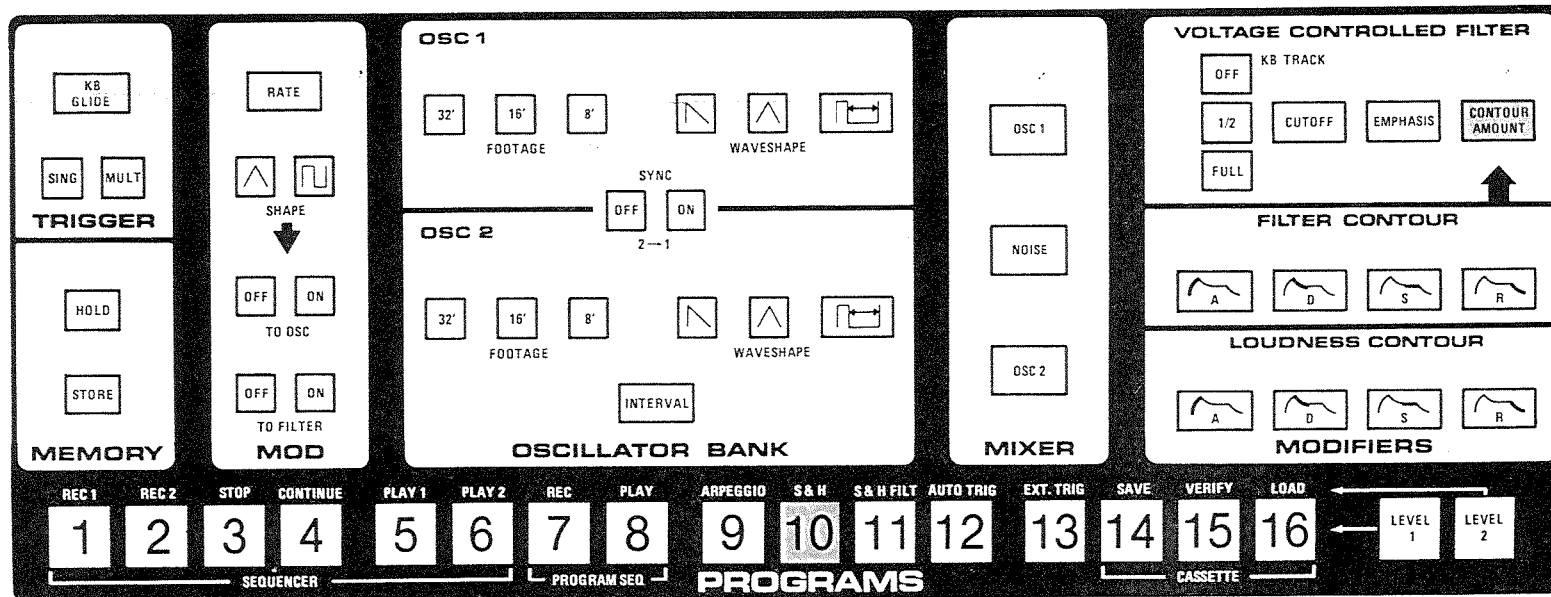 KB
GLIDE
SING MULT
TRIGGER
HOLD
STORE
MEMORY
RATE
SHAPE
OFF ON
TO OSC
OFF ON
TO FILTER
MOD
OSC 1
32' 16' 8'
FOOTAGE WAVESHAPE
SYNC
OFF ON
2→1
OSC 2
32' 16' 8'
FOOTAGE WAVESHAPE
INTERVAL
OSCILLATOR BANK
OSC 1
NOISE
OSC 2
MIXER
VOLTAGE CONTROLLED FILTER
OFF KB TRACK
1/2 CUTOFF EMPHASIS CONTOUR
AMOUNT
FULL
FILTER CONTOUR
A D S R
LOUDNESS CONTOUR
A D S R
MODIFIERS
REC 1 REC 2 STOP CONTINUE PLAY 1 PLAY 2 REC PLAY ARPEGGIO S & H S & H FILT AUTO TRIG EXT. TRIG SAVE VERIFY LOAD
1 2 3 4 5 6 7 8 9 10 11 12 13 14 15 16
LEVEL
1
LEVEL
2
SEQUENCER PROGRAM SEQ PROGRAMS CASSETTE